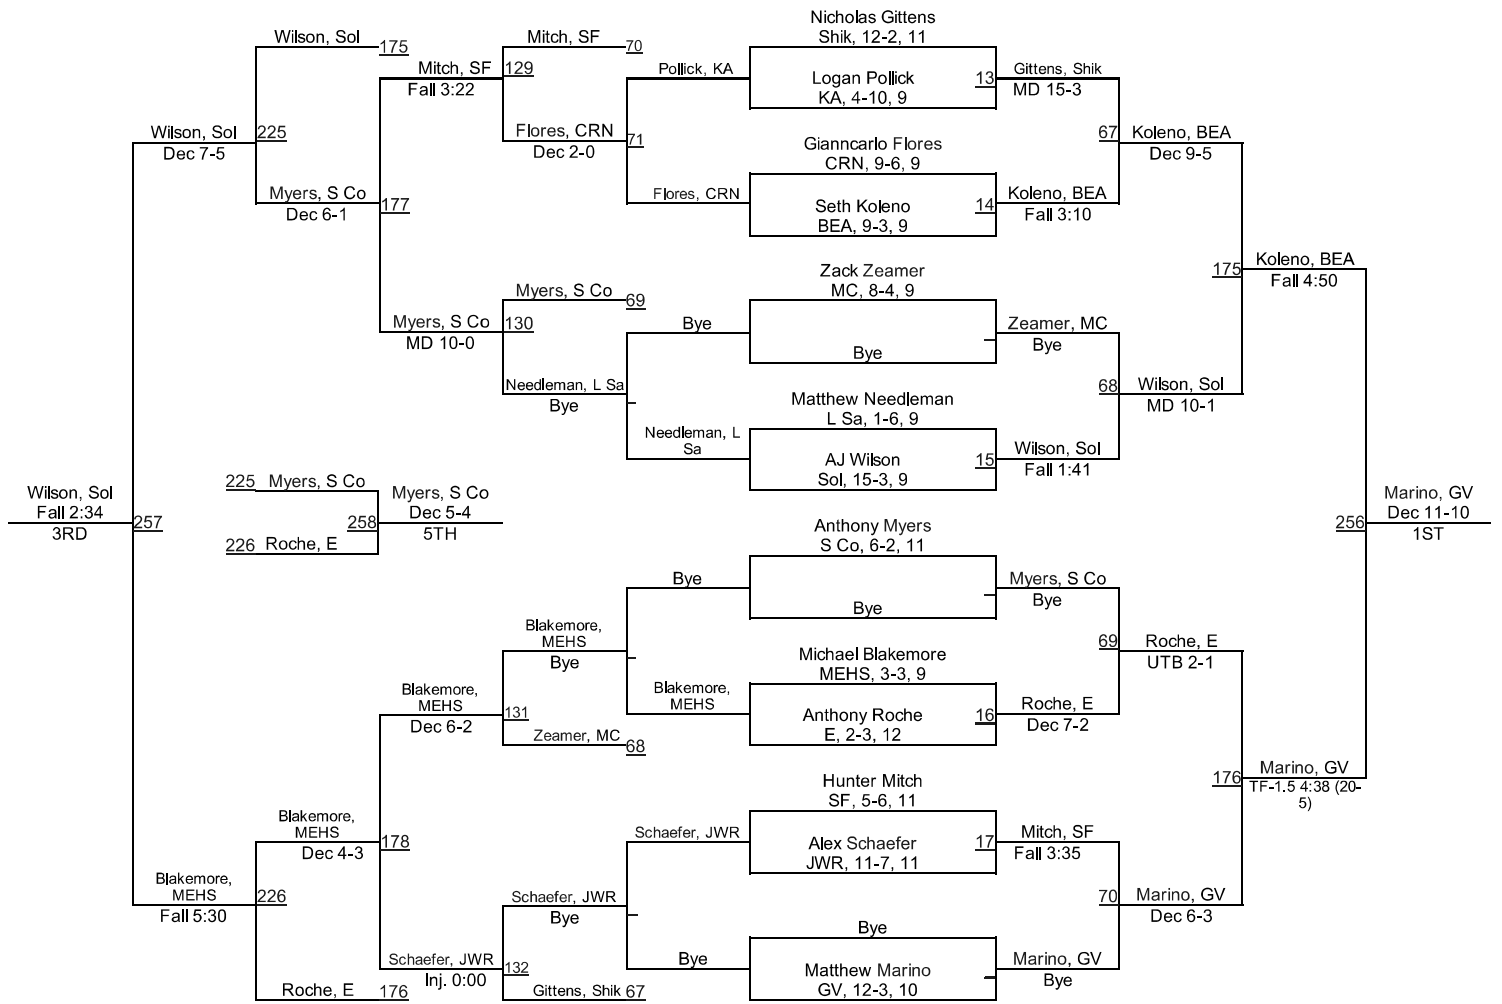 Nicholas Gittens
Shik, 12-2, 11
Wilson, Sol
175
Mitch, SF
70
Mitch, SF
129
Fall 3:22
Pollick, KA
Logan Pollick
KA, 4-10, 9
13
Gittens, Shik
MD 15-3
Wilson, Sol
225
Dec 7-5
Flores, CRN
71
Dec 2-0
Gianncarlo Flores
CRN, 9-6, 9
67
Koleno, BEA
Dec 9-5
Myers, S Co
Dec 6-1
177
Flores, CRN
Seth Koleno
BEA, 9-3, 9
14
Koleno, BEA
Fall 3:10
Zack Zeamer
MC, 8-4, 9
175
Koleno, BEA
Fall 4:50
Myers, S Co
69
Myers, S Co
130
MD 10-0
Bye
Bye
Zeamer, MC
Bye
Needleman, L Sa
Bye
Matthew Needleman
L Sa, 1-6, 9
68
Wilson, Sol
MD 10-1
Needleman, L
Sa
AJ Wilson
Sol, 15-3, 9
15
Wilson, Sol
Fall 1:41
225
Myers, S Co
Wilson, Sol
Fall 2:34
3RD
257
258
Myers, S Co
Dec 5-4
5TH
226
Roche, E
Anthony Myers
S Co, 6-2, 11
256
Marino, GV
Dec 11-10
1ST
Bye
Bye
Myers, S Co
Bye
Blakemore,
MEHS
Bye
Michael Blakemore
MEHS, 3-3, 9
69
Roche, E
UTB 2-1
Blakemore,
MEHS
Dec 6-2
131
Blakemore,
MEHS
Anthony Roche
E, 2-3, 12
16
Roche, E
Dec 7-2
Zeamer, MC
68
Hunter Mitch
SF, 5-6, 11
176
Marino, GV
TF-1.5 4:38 (20-
5)
Blakemore,
MEHS
Dec 4-3
178
Schaefer, JWR
Alex Schaefer
JWR, 11-7, 11
17
Mitch, SF
Fall 3:35
Blakemore,
MEHS
Fall 5:30
226
Schaefer, JWR
Bye
Bye
70
Marino, GV
Dec 6-3
Schaefer, JWR
Inj. 0:00
132
Bye
Matthew Marino
GV, 12-3, 10
Marino, GV
Bye
Roche, E
176
Gittens, Shik
67